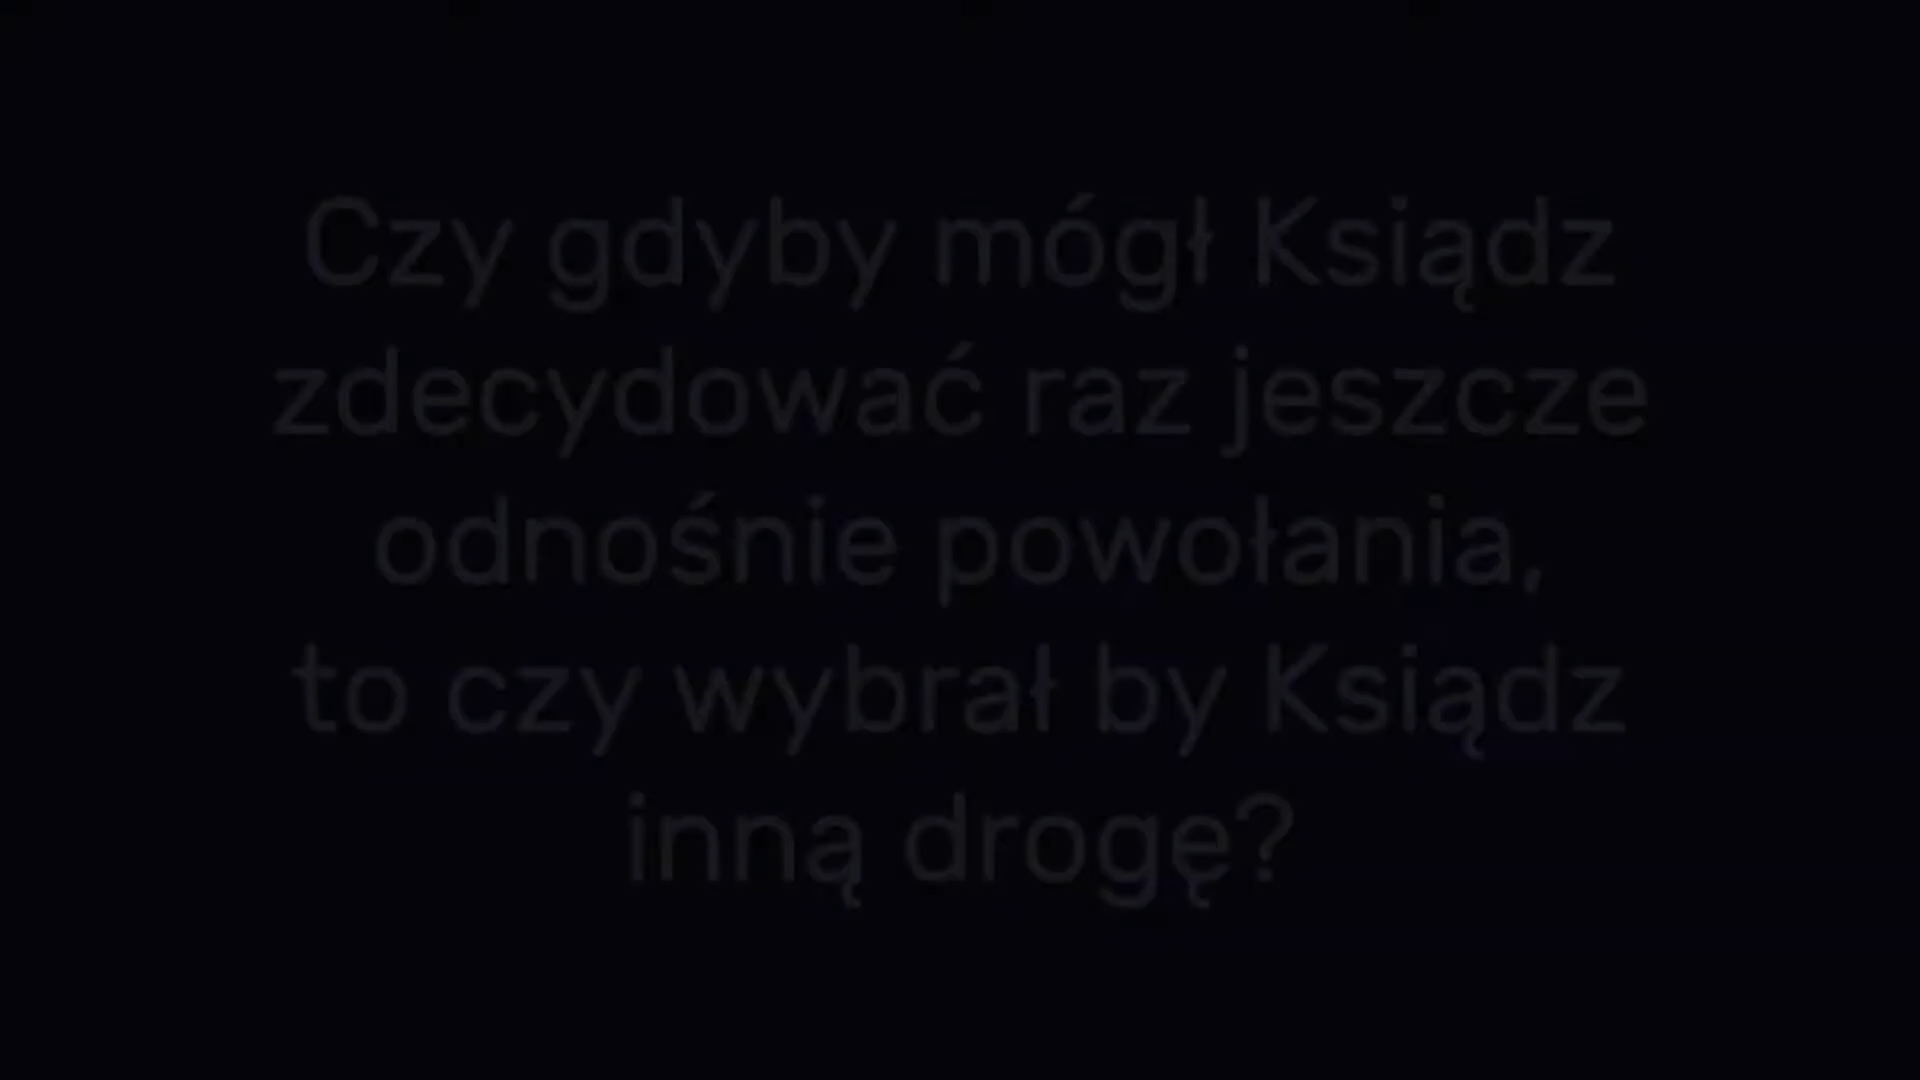 Czy gdyby mógł Ksiądz
zdecydować raz jeszcze
odnośnie powołania,
to czy wybrał by Ksiądz
inną drogę?